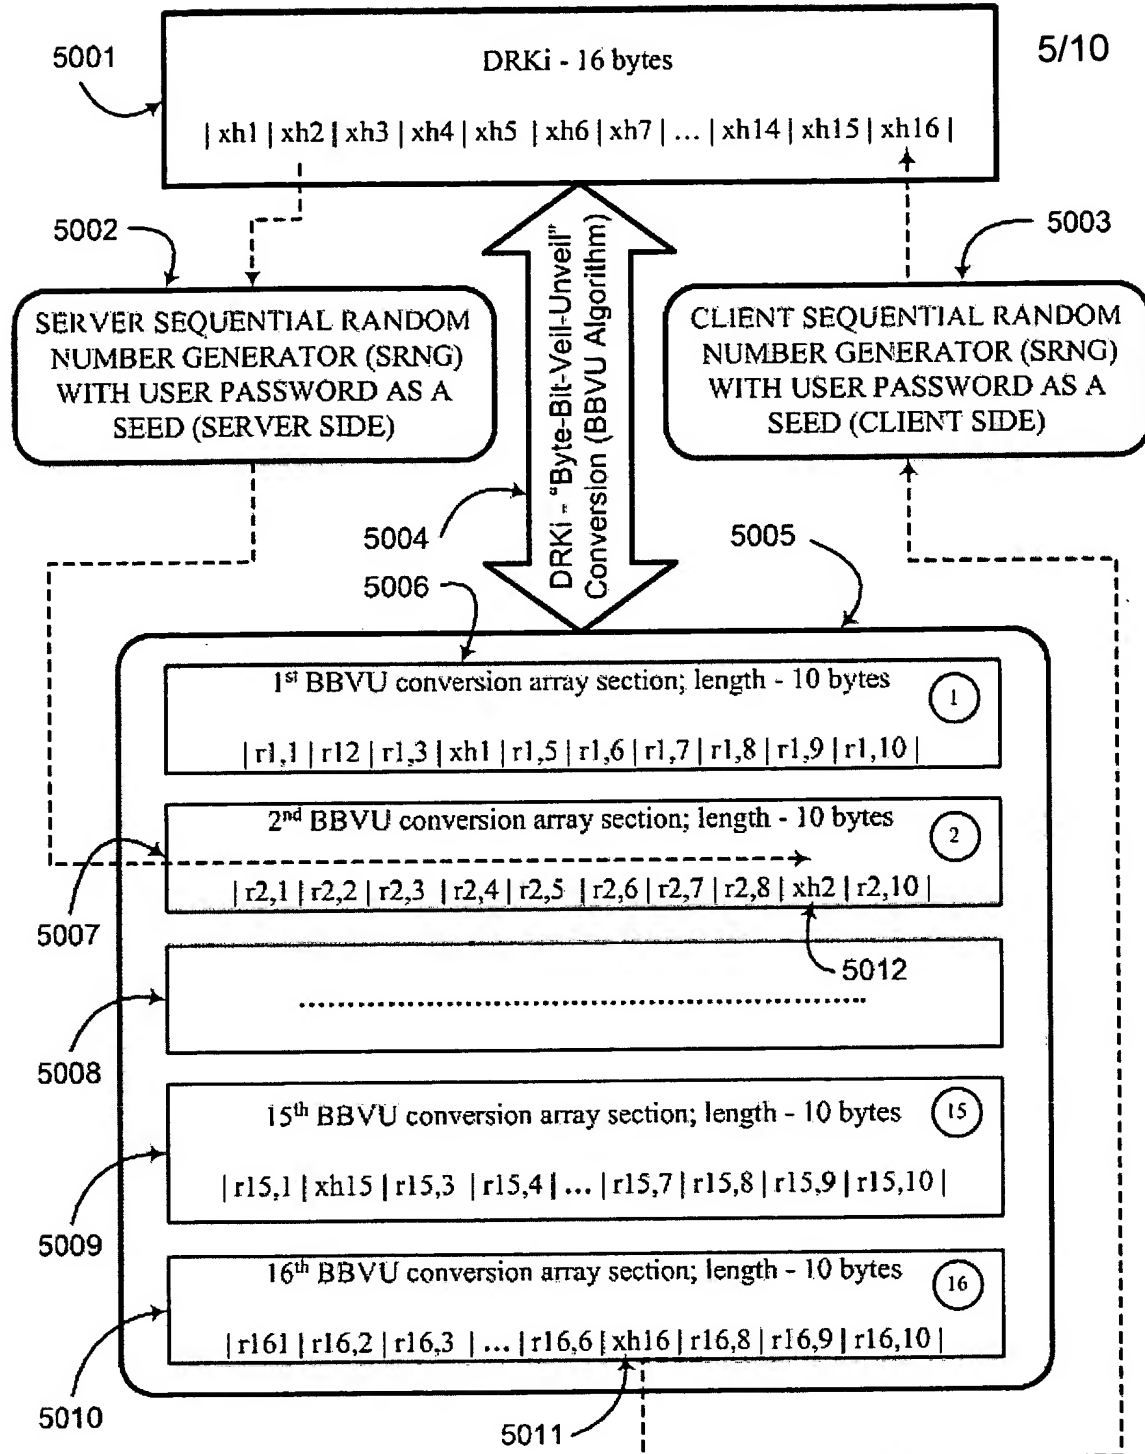 5/10
5001
DRKi - 16 bytes
| xh1 | xh2 | xh3 | xh4 | xh5 | xh6 | xh7 | ... | xh14 | xh15 | xh16 |
5002
5003
SERVER SEQUENTIAL RANDOM
NUMBER GENERATOR (SRNG)
WITH USER PASSWORD AS A
SEED (SERVER SIDE)
DRKi - "Byte-Bit-Veil-Unveil"
Conversion (BBVU Algorithm)
CLIENT SEQUENTIAL RANDOM
NUMBER GENERATOR (SRNG)
WITH USER PASSWORD AS A
SEED (CLIENT SIDE)
5004
5005
5006
1st BBVU conversion array section; length - 10 bytes
1
| r1,1 | r12 | r1,3 | xh1 | r1,5 | r1,6 | r1,7 | r1,8 | r1,9 | r1,10 |
2nd BBVU conversion array section; length - 10 bytes
2
| r2,1 | r2,2 | r2,3 | r2,4 | r2,5 | r2,6 | r2,7 | r2,8 | xh2 | r2,10 |
5007
5012
5008
15th BBVU conversion array section; length - 10 bytes
15
| r15,1 | xh15 | r15,3 | r15,4 | ... | r15,7 | r15,8 | r15,9 | r15,10 |
5009
16th BBVU conversion array section; length - 10 bytes
16
| r161 | r16,2 | r16,3 | ... | r16,6 | xh16 | r16,8 | r16,9 | r16,10 |
5010
5011